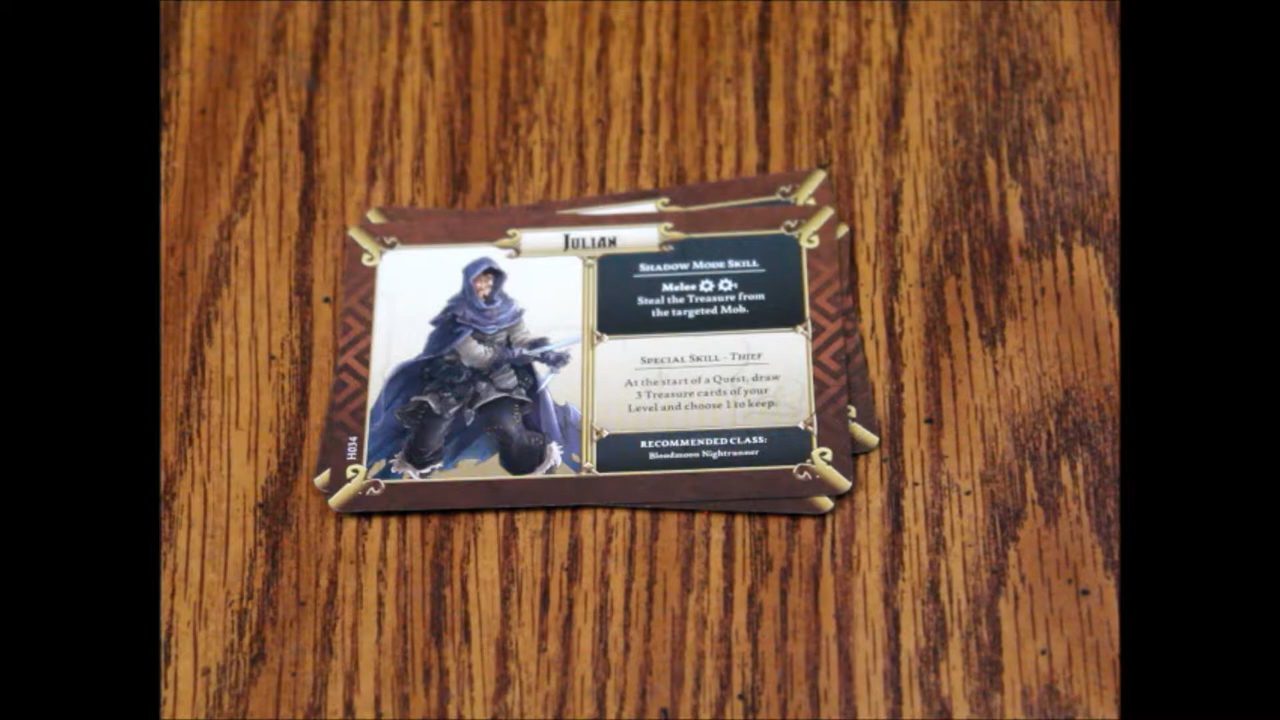 Julian
Shadow Mode Skill
Melee
Steal the Treasure from
the targeted Mob.
Special Skill - Thief
At the start of a Quest, draw
3 Treasure cards of your
Level and choose 1 to keep.
RECOMMENDED CLASS:
Bloodmoon Nightrunner
H034